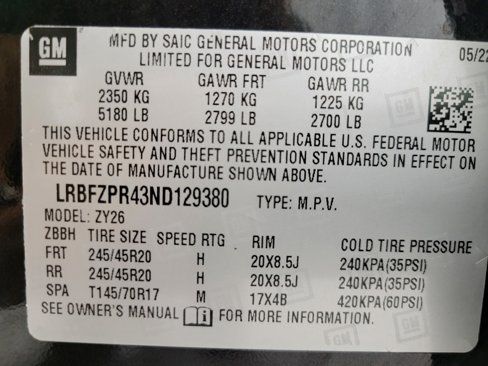 GM
MFD BY SAIC GENERAL MOTORS CORPORATION 05/22
LIMITED FOR GENERAL MOTORS LLC
GVWR GAWR FRT GAWR RR
2350 KG 1270 KG 1225 KG
5180 LB 2799 LB 2700 LB
THIS VEHICLE CONFORMS TO ALL APPLICABLE U.S. FEDERAL MOTOR
VEHICLE SAFETY AND THEFT PREVENTION STANDARDS IN EFFECT ON
THE DATE OF MANUFACTURE SHOWN ABOVE.
LRBFZPR43ND129380 TYPE: M.P.V.
MODEL: ZY26
ZBBH TIRE SIZE SPEED RTG RIM COLD TIRE PRESSURE
FRT 245/45R20 H 20X8.5J 240KPA(35PSI)
RR 245/45R20 H 20X8.5J 240KPA(35PSI)
SPA T145/70R17 M 17X4B 420KPA(60PSI)
SEE OWNER'S MANUAL i FOR MORE INFORMATION.